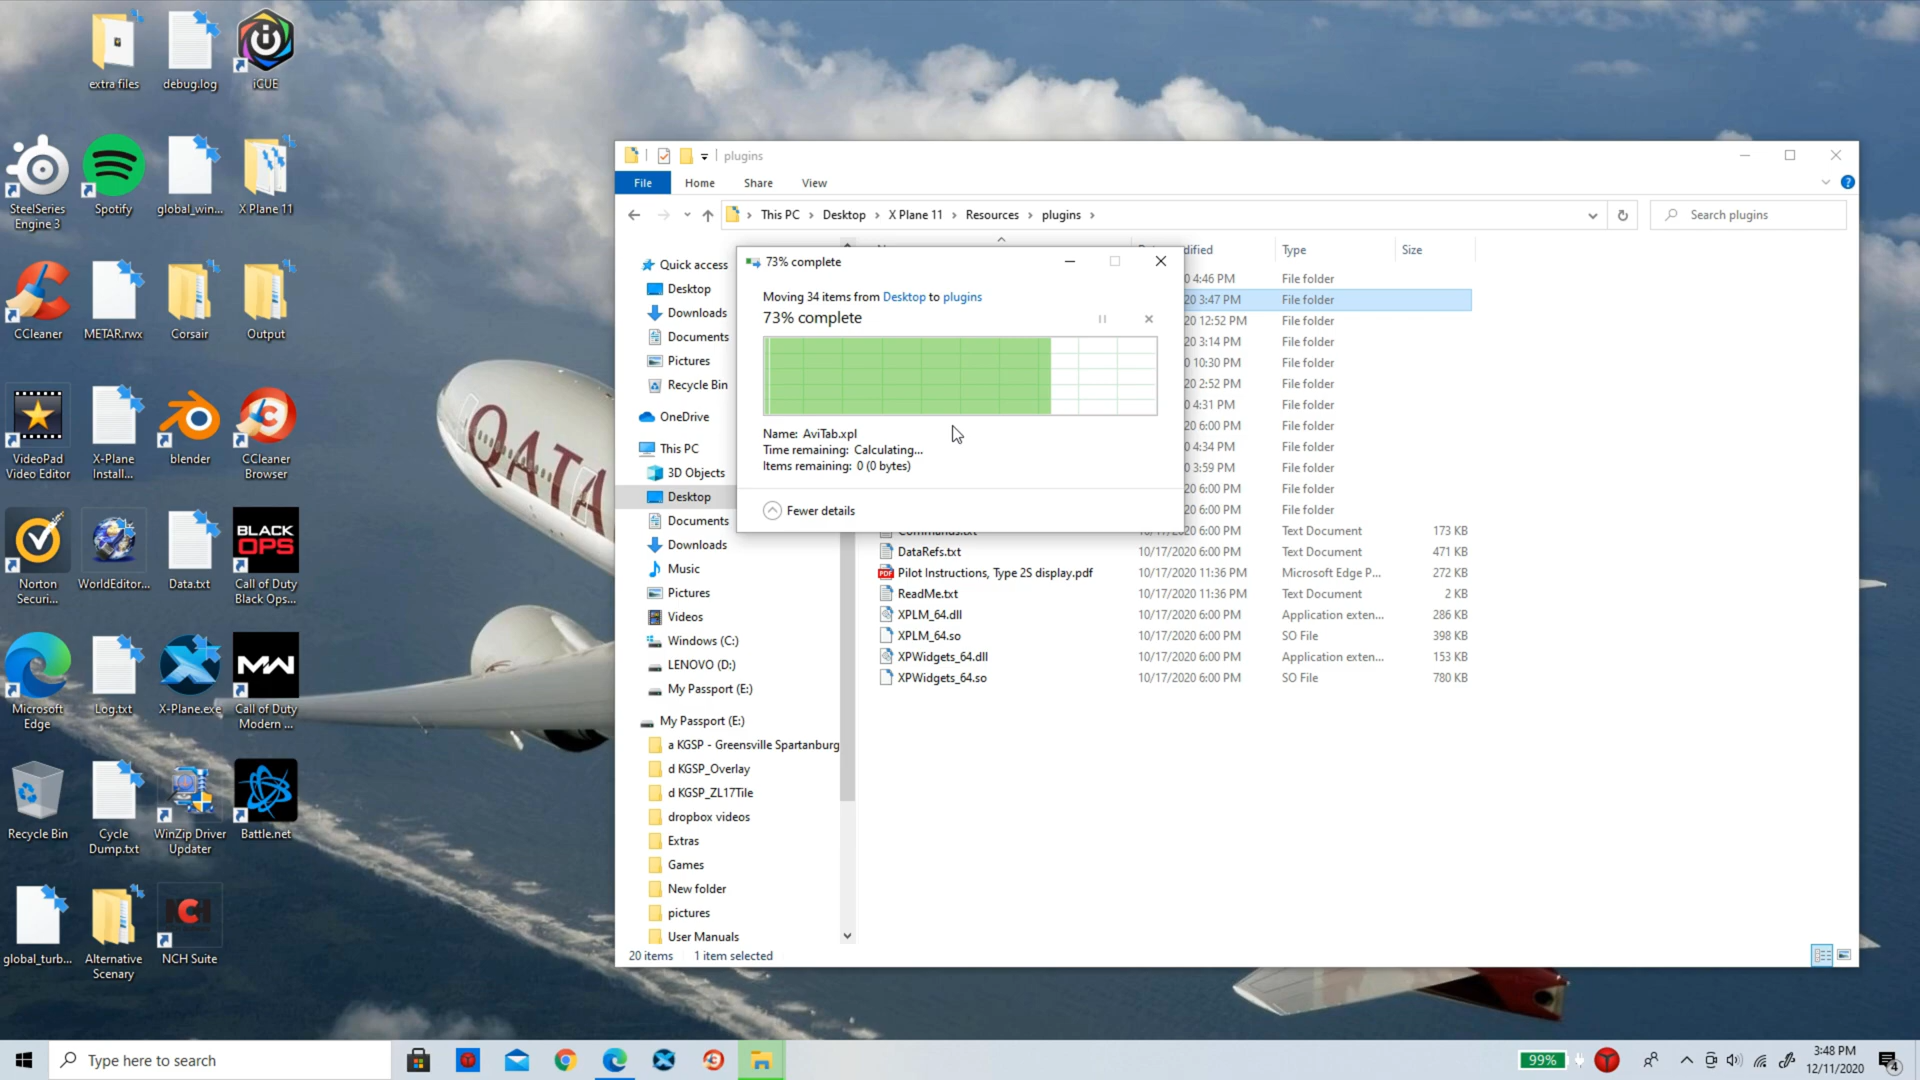 extra files
debug.log
iCUE
SteelSeries
Engine 3
Spotify
global_win...
X Plane 11
CCleaner
METAR.rwx
Corsair
Output
VideoPad
Video Editor
X-Plane
Install...
blender
CCleaner
Browser
Norton
Securi...
WorldEditor...
Data.txt
BLACK
OPS
Call of Duty
Black Ops...
Microsoft
Edge
Log.txt
X-Plane.exe
MW
Call of Duty
Modern ...
Recycle Bin
Cycle
Dump.txt
WinZip Driver
Updater
Battle.net
global_turb...
Alternative
Scenary
NCH
NCH Suite
QATA
plugins
File
Home
Share
View
This PC
Desktop
X Plane 11
Resources
plugins
Search plugins
Quick access
Desktop
Downloads
Documents
Pictures
Recycle Bin
OneDrive
This PC
3D Objects
Desktop
Documents
Downloads
Music
Pictures
Videos
Windows (C:)
LENOVO (D:)
My Passport (E:)
My Passport (E:)
a KGSP - Greensville Spartanburg
d KGSP_Overlay
d KGSP_ZL17Tile
dropbox videos
Extras
Games
New folder
pictures
User Manuals
73% complete
Moving 34 items from Desktop to plugins
73% complete
Name: AviTab.xpl
Time remaining: Calculating...
Items remaining: 0 (0 bytes)
Fewer details
dified Type Size
0 4:46 PM File folder
20 3:47 PM File folder
20 12:52 PM File folder
20 3:14 PM File folder
0 10:30 PM File folder
20 2:52 PM File folder
0 4:31 PM File folder
0 6:00 PM File folder
0 4:34 PM File folder
0 3:59 PM File folder
20 6:00 PM File folder
20 6:00 PM File folder
Commands.txt 10/17/2020 6:00 PM Text Document 173 KB
DataRefs.txt 10/17/2020 6:00 PM Text Document 471 KB
PDF Pilot Instructions, Type 2S display.pdf 10/17/2020 11:36 PM Microsoft Edge P... 272 KB
ReadMe.txt 10/17/2020 11:36 PM Text Document 2 KB
XPLM_64.dll 10/17/2020 6:00 PM Application exten... 286 KB
XPLM_64.so 10/17/2020 6:00 PM SO File 398 KB
XPWidgets_64.dll 10/17/2020 6:00 PM Application exten... 153 KB
XPWidgets_64.so 10/17/2020 6:00 PM SO File 780 KB
20 items 1 item selected
Type here to search
99%
3:48 PM
12/11/2020
4